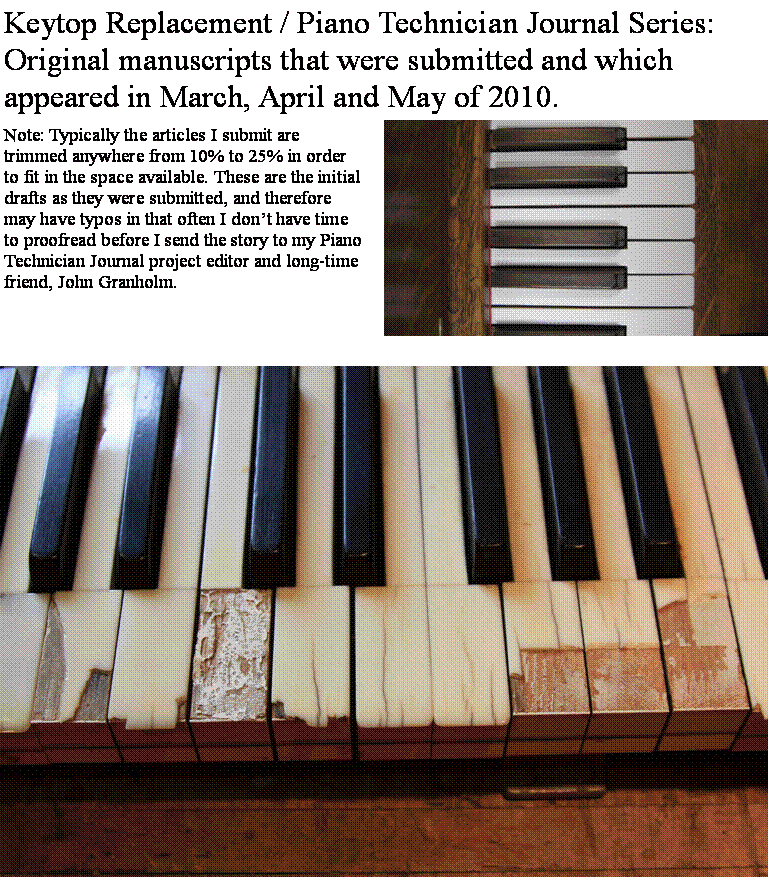 Keytop Replacement / Piano Technician Journal Series:
Original manuscripts that were submitted and which
appeared in March, April and May of 2010.
Note: Typically the articles I submit are
trimmed anywhere from 10% to 25% in order
to fit in the space available. These are the initial
drafts as they were submitted, and therefore
may have typos in that often I don’t have time
to proofread before I send the story to my Piano
Technician Journal project editor and long-time
friend, John Granholm.